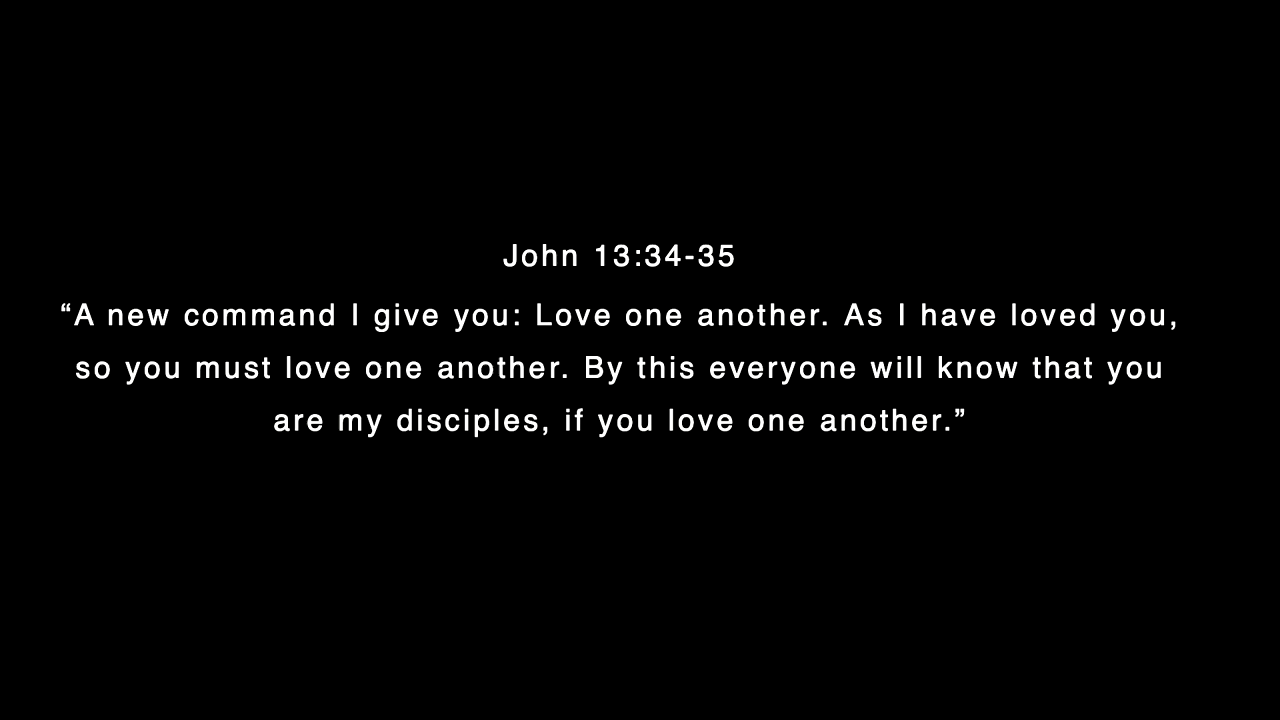 John 13:34-35
“A new command I give you: Love one another. As I have loved you,
so you must love one another. By this everyone will know that you
are my disciples, if you love one another.”